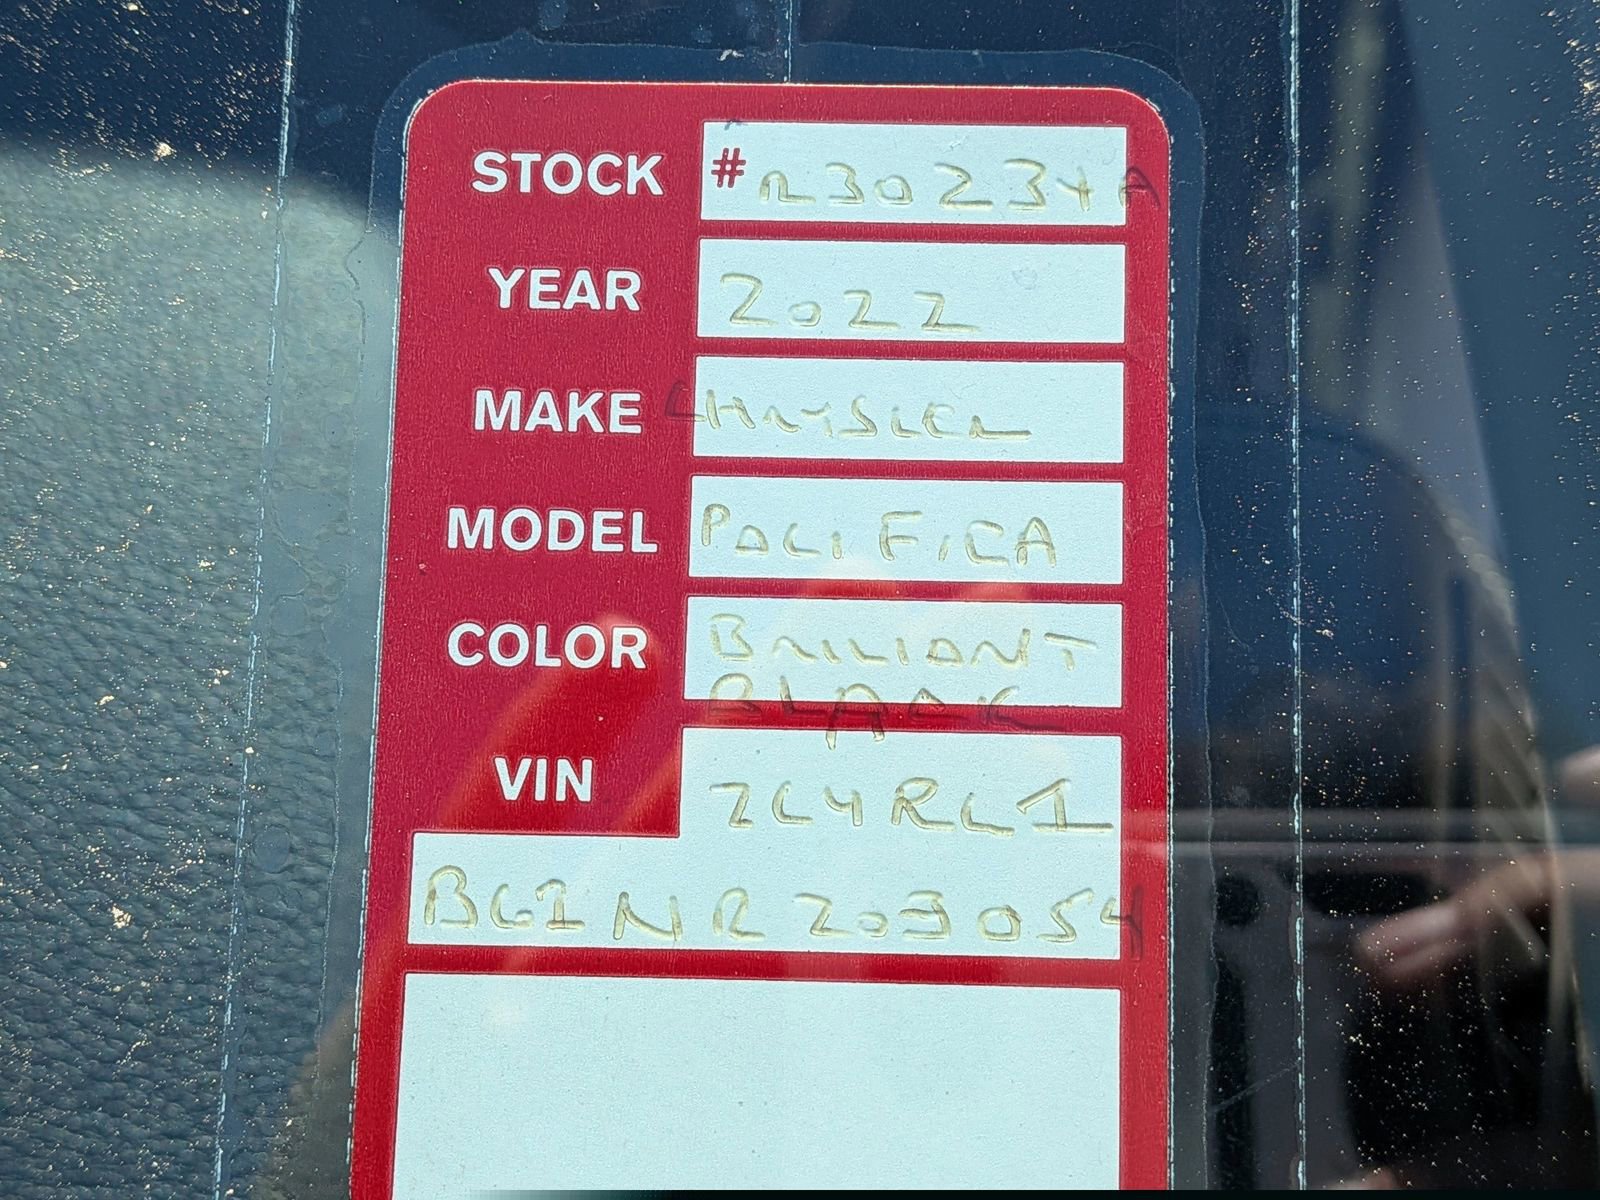 STOCK # R30234A
YEAR 2022
MAKE CHRYSLER
MODEL PACIFICA
COLOR BRILIANT
BLACK
VIN 2C4RC1
BG1NR203054